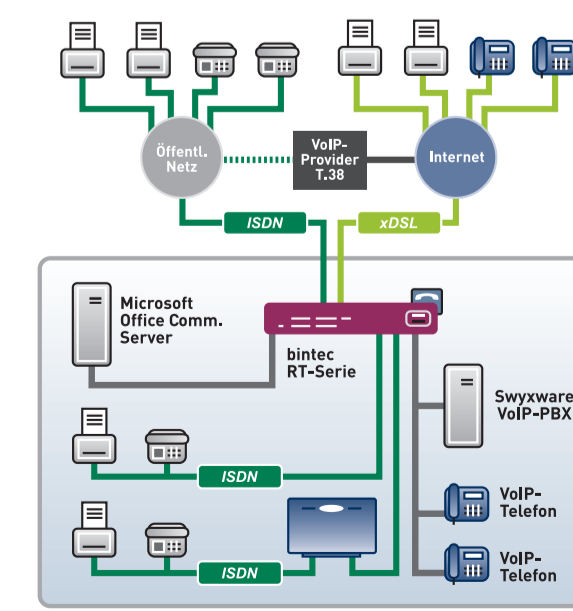 Öffentl.
Netz
VoIP-
Provider
T.38
Internet
ISDN
xDSL
Microsoft
Office Comm.
Server
bintec
RT-Serie
Swyxware
VoIP-PBX
ISDN
VoIP-
Telefon
ISDN
VoIP-
Telefon